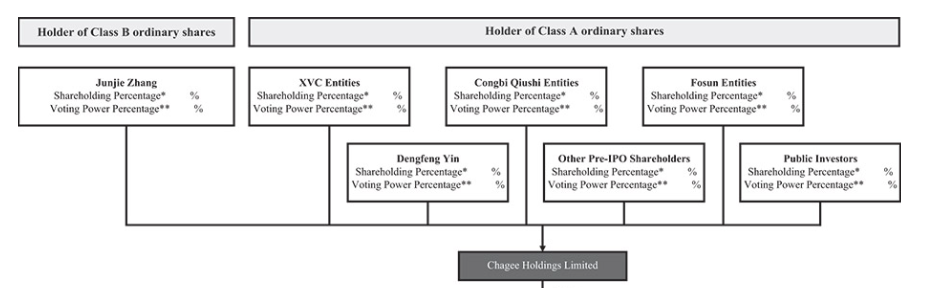 Holder of Class B ordinary shares
Holder of Class A ordinary shares
Junjie Zhang
Shareholding Percentage* %
Voting Power Percentage** %
XVC Entities
Shareholding Percentage* %
Voting Power Percentage** %
Congbi Qiushi Entities
Shareholding Percentage* %
Voting Power Percentage** %
Fosun Entities
Shareholding Percentage* %
Voting Power Percentage** %
Dengfeng Yin
Shareholding Percentage* %
Voting Power Percentage** %
Other Pre-IPO Shareholders
Shareholding Percentage* %
Voting Power Percentage** %
Public Investors
Shareholding Percentage* %
Voting Power Percentage** %
Chagee Holdings Limited